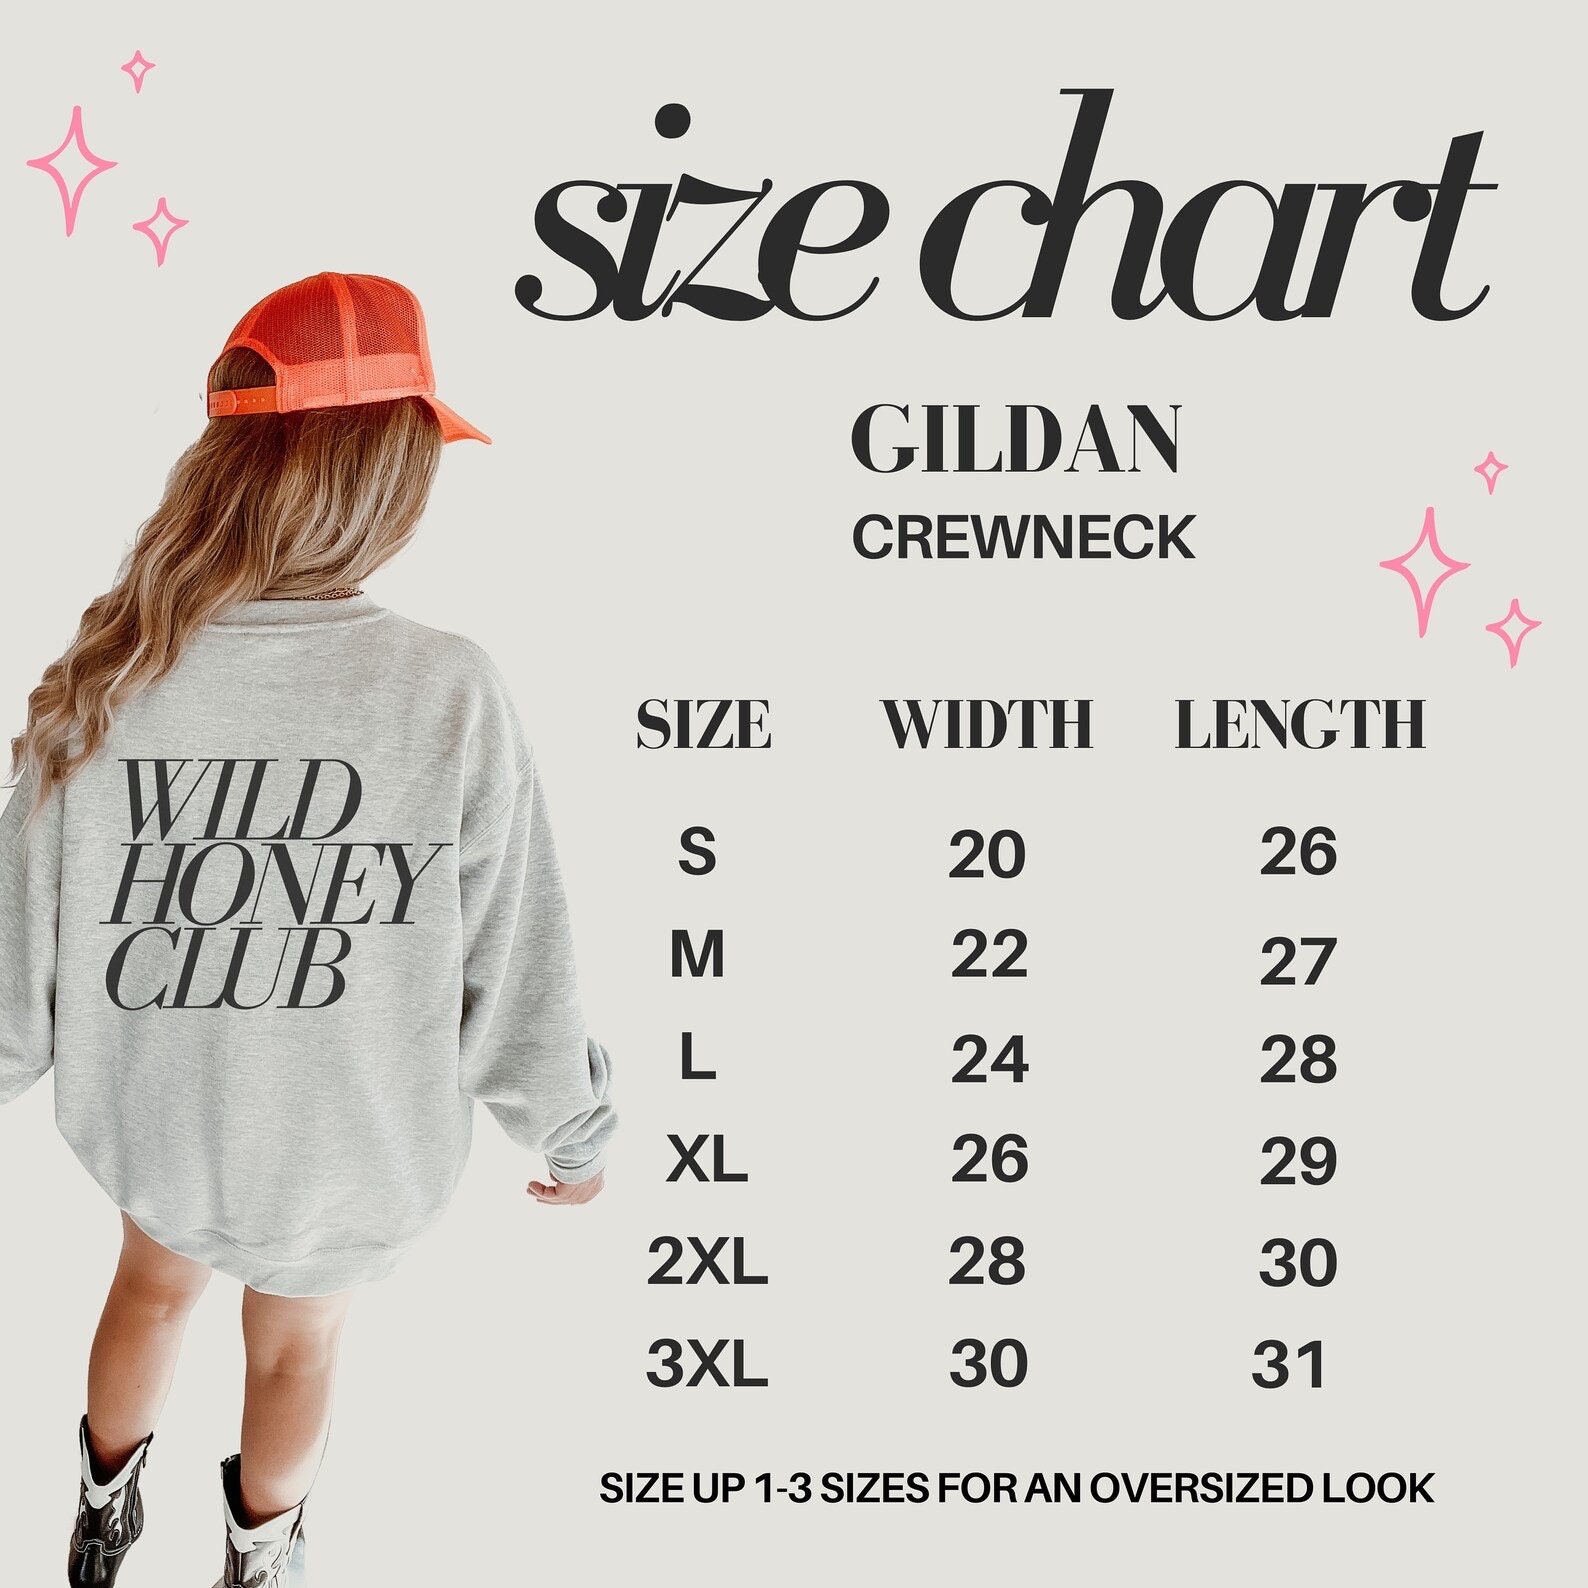 size chart
GILDAN
CREWNECK
SIZE WIDTH LENGTH
S 20 26
M 22 27
L 24 28
XL 26 29
2XL 28 30
3XL 30 31
SIZE UP 1-3 SIZES FOR AN OVERSIZED LOOK
WILD
HONEY
CLUB